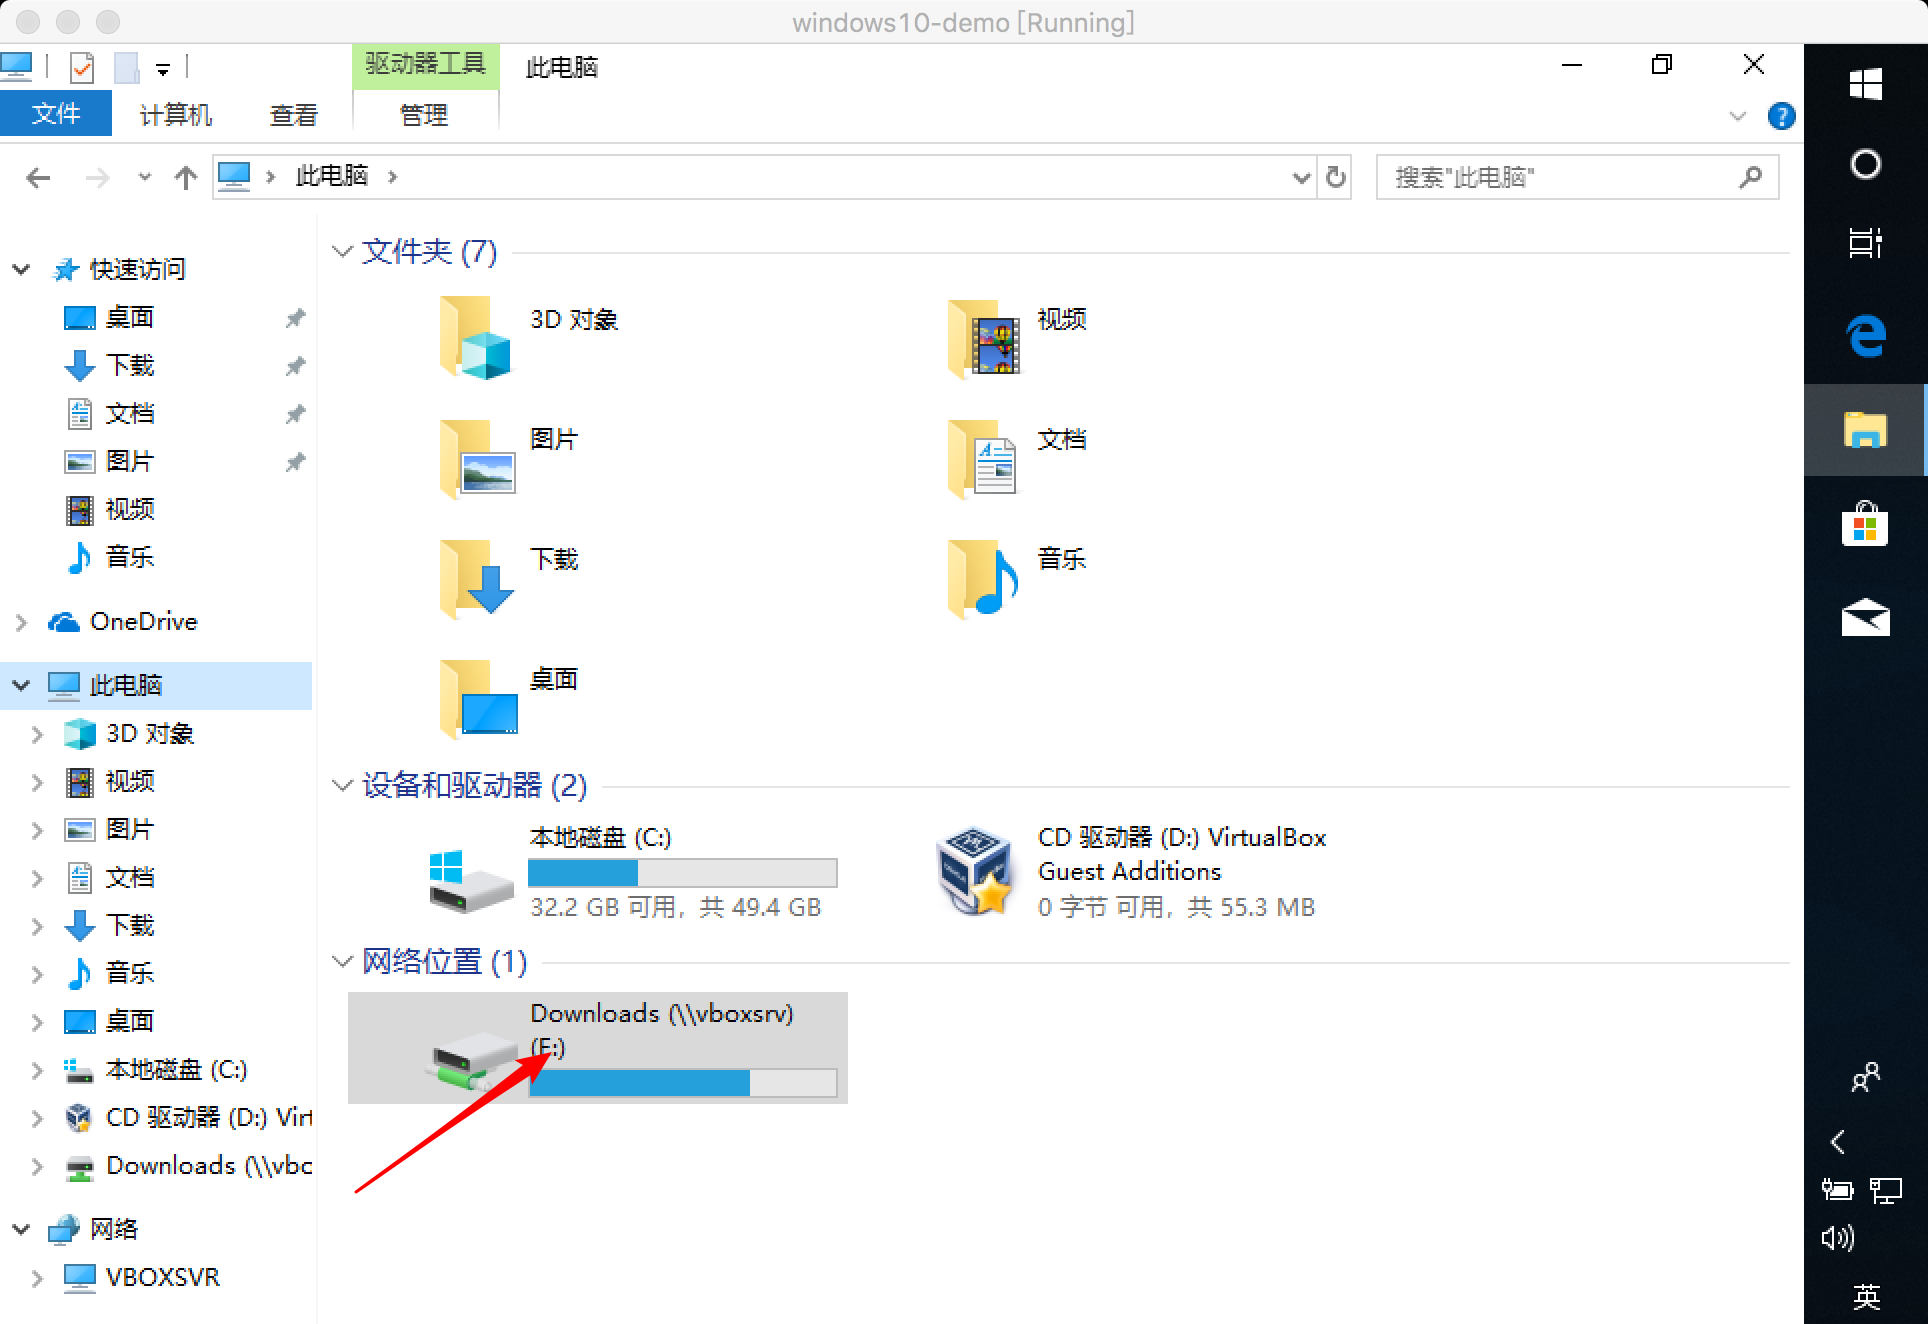 windows10-demo [Running]
驱动器工具
此电脑
文件
计算机
查看
管理
此电脑
搜索"此电脑"
快速访问
桌面
下载
文档
图片
视频
音乐
OneDrive
此电脑
3D 对象
视频
图片
文档
下载
音乐
桌面
本地磁盘 (C:)
CD 驱动器 (D:) Virt
Downloads (\\vbc
网络
VBOXSVR
文件夹 (7)
3D 对象
视频
图片
文档
下载
音乐
桌面
设备和驱动器 (2)
本地磁盘 (C:)
32.2 GB 可用，共 49.4 GB
CD 驱动器 (D:) VirtualBox
Guest Additions
0 字节 可用，共 55.3 MB
网络位置 (1)
Downloads (\\vboxsrv)
(E:)
英